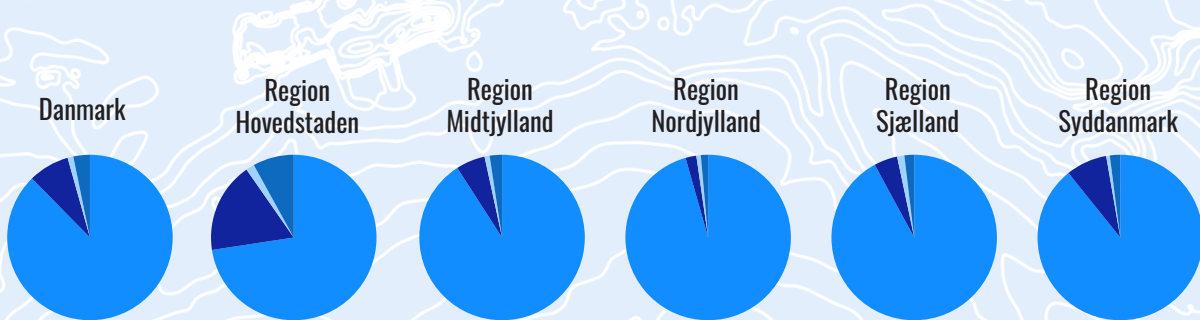 Danmark
Region
Hovedstaden
Region
Midtjylland
Region
Nordjylland
Region
Sjælland
Region
Syddanmark